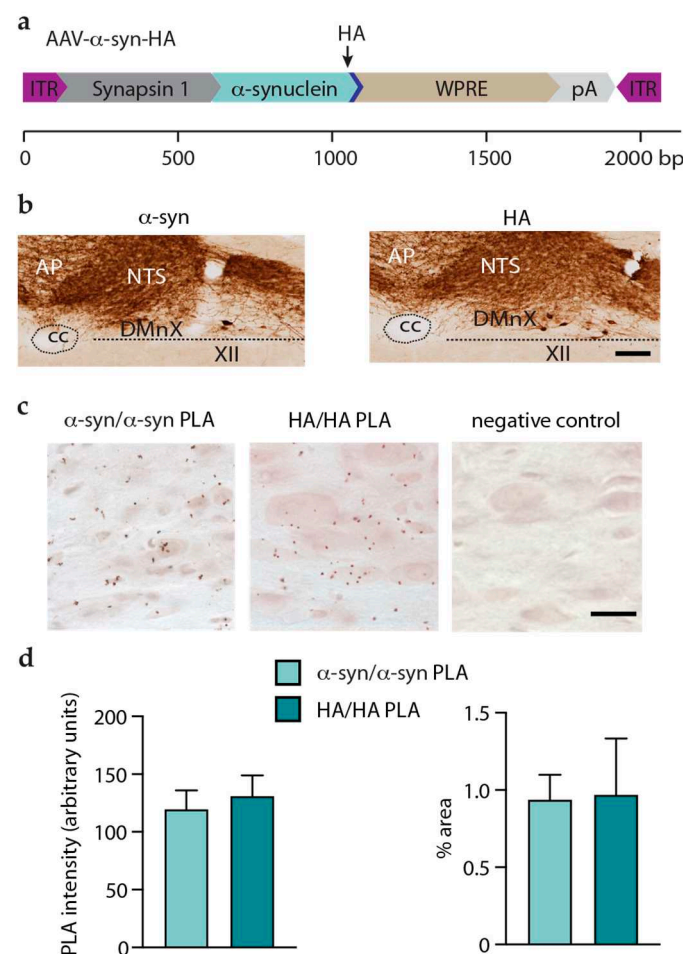 a
AAV-α-syn-HA
HA
ITR Synapsin 1 α-synuclein WPRE pA ITR
0 500 1000 1500 2000 bp
b
α-syn HA
AP NTS cc DMnX XII
AP NTS cc DMnX XII
c
α-syn/α-syn PLA HA/HA PLA negative control
d
α-syn/α-syn PLA
HA/HA PLA
PLA intensity (arbitrary units)
200
150
100
50
0
% area
1.5
1.0
0.5
0